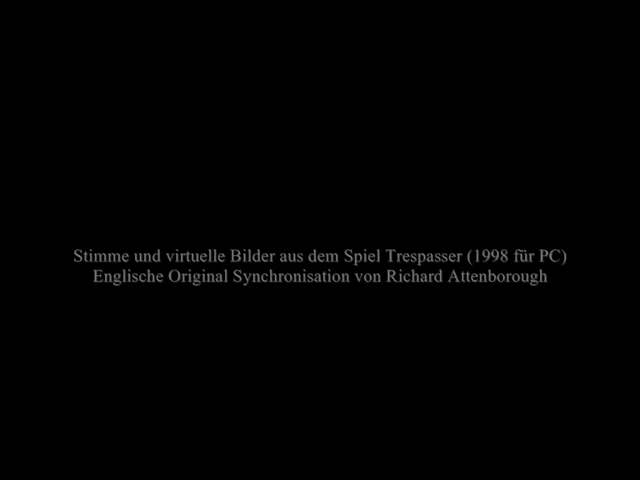 Stimme und virtuelle Bilder aus dem Spiel Trespasser (1998 für PC)
Englische Original Synchronisation von Richard Attenborough